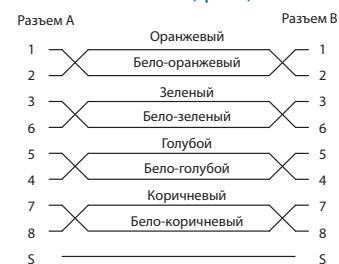 Разъем А Разъем В
Оранжевый
1 1
Бело-оранжевый
2 2
Зеленый
3 3
Бело-зеленый
6 6
Голубой
5 5
Бело-голубой
4 4
Коричневый
7 7
Бело-коричневый
8 8
S S